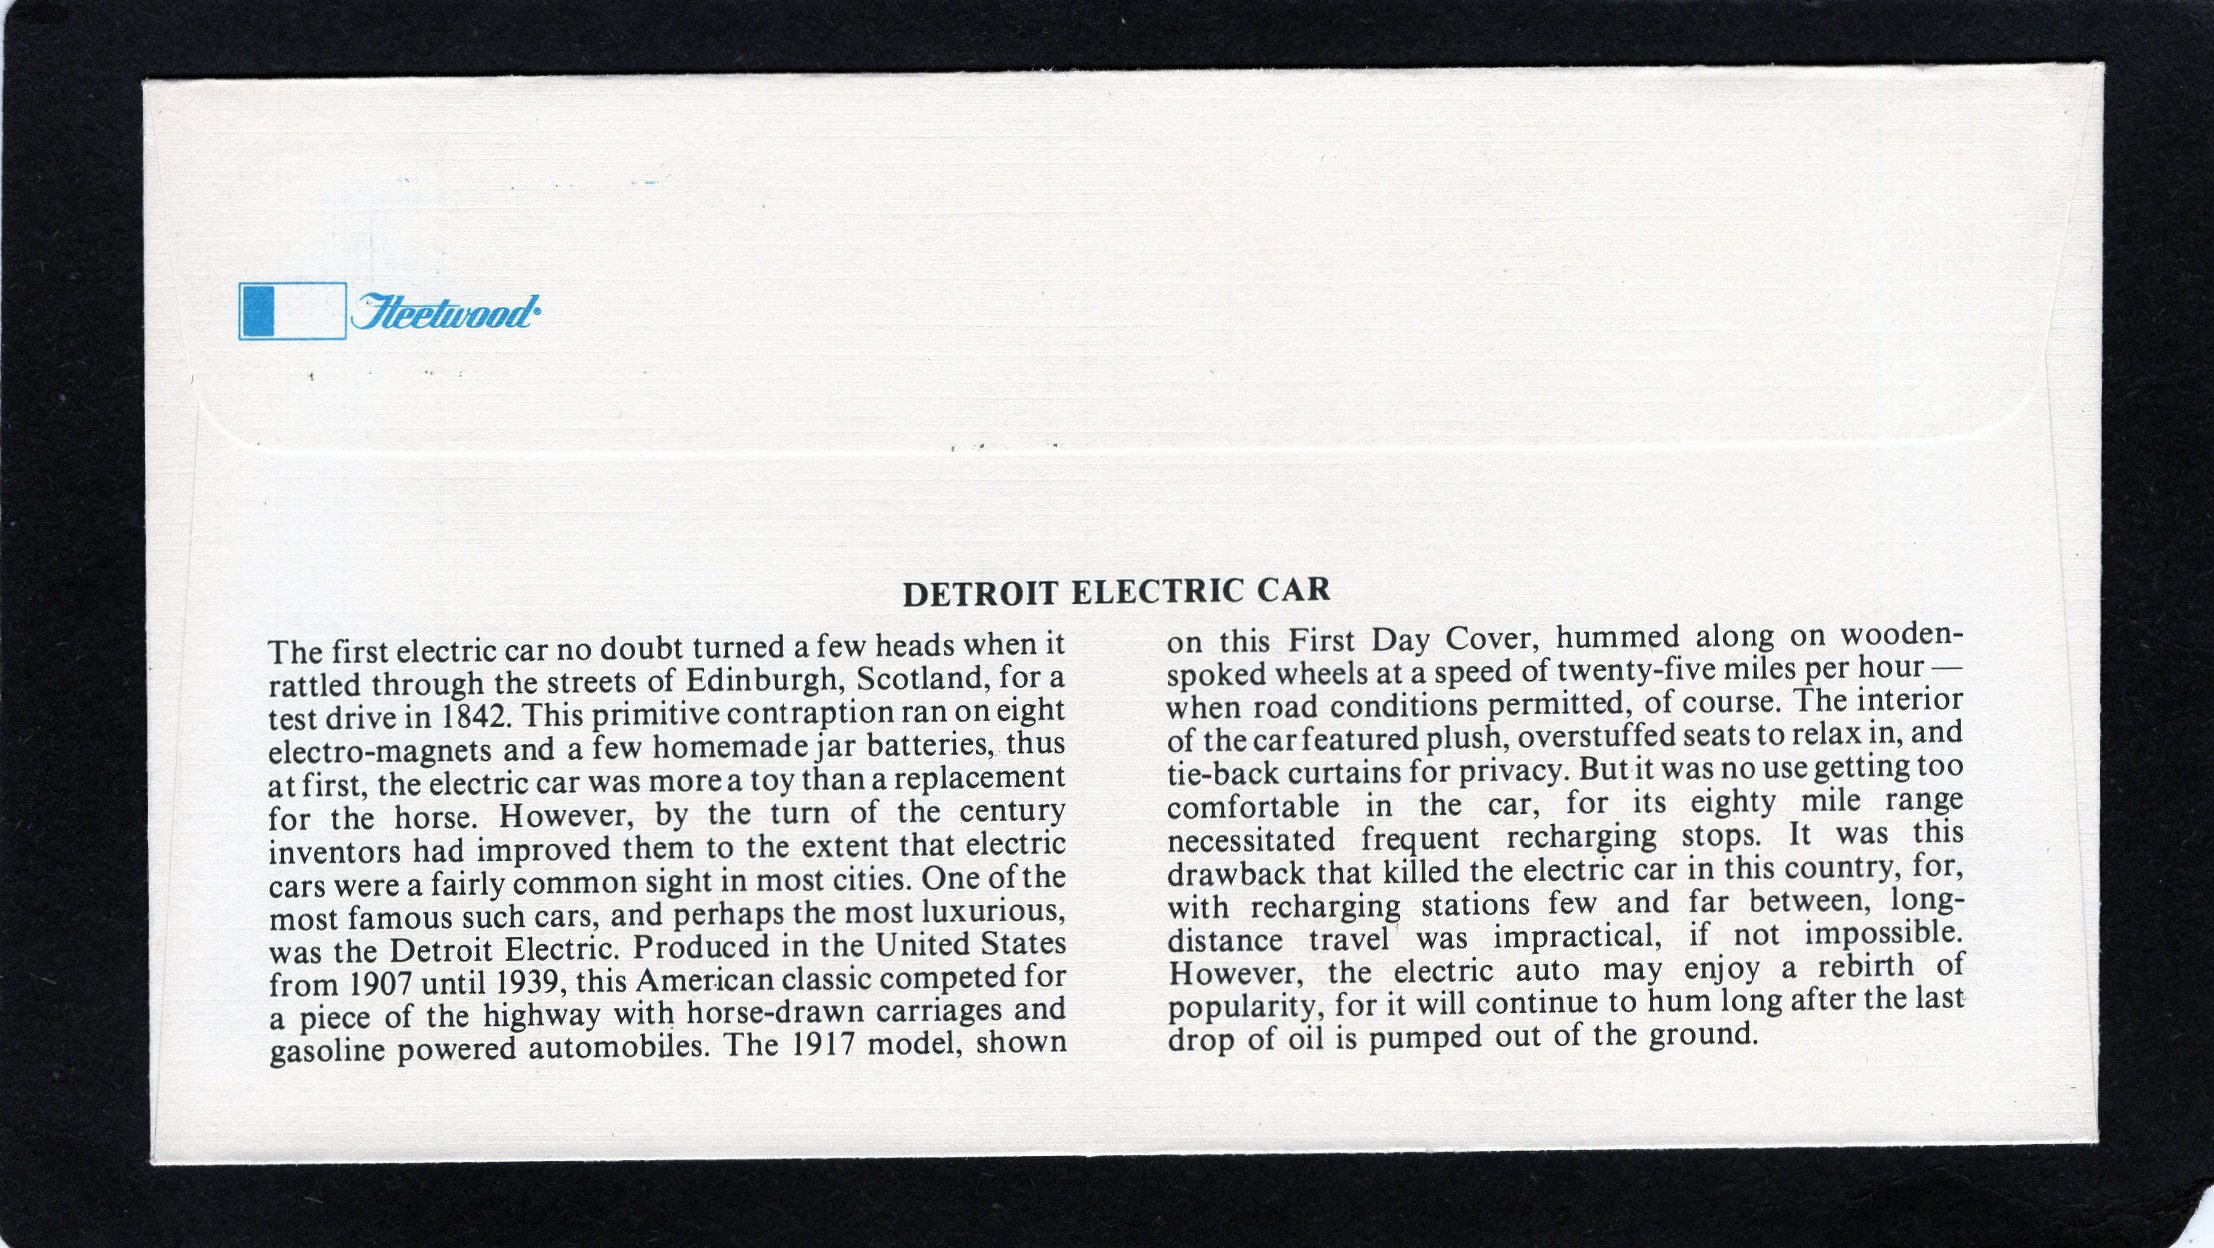 Fleetwood®
DETROIT ELECTRIC CAR
The first electric car no doubt turned a few heads when it
rattled through the streets of Edinburgh, Scotland, for a
test drive in 1842. This primitive contraption ran on eight
electro-magnets and a few homemade jar batteries, thus
at first, the electric car was more a toy than a replacement
for the horse. However, by the turn of the century
inventors had improved them to the extent that electric
cars were a fairly common sight in most cities. One of the
most famous such cars, and perhaps the most luxurious,
was the Detroit Electric. Produced in the United States
from 1907 until 1939, this American classic competed for
a piece of the highway with horse-drawn carriages and
gasoline powered automobiles. The 1917 model, shown
on this First Day Cover, hummed along on wooden-
spoked wheels at a speed of twenty-five miles per hour —
when road conditions permitted, of course. The interior
of the car featured plush, overstuffed seats to relax in, and
tie-back curtains for privacy. But it was no use getting too
comfortable in the car, for its eighty mile range
necessitated frequent recharging stops. It was this
drawback that killed the electric car in this country, for,
with recharging stations few and far between, long-
distance travel was impractical, if not impossible.
However, the electric auto may enjoy a rebirth of
popularity, for it will continue to hum long after the last
drop of oil is pumped out of the ground.